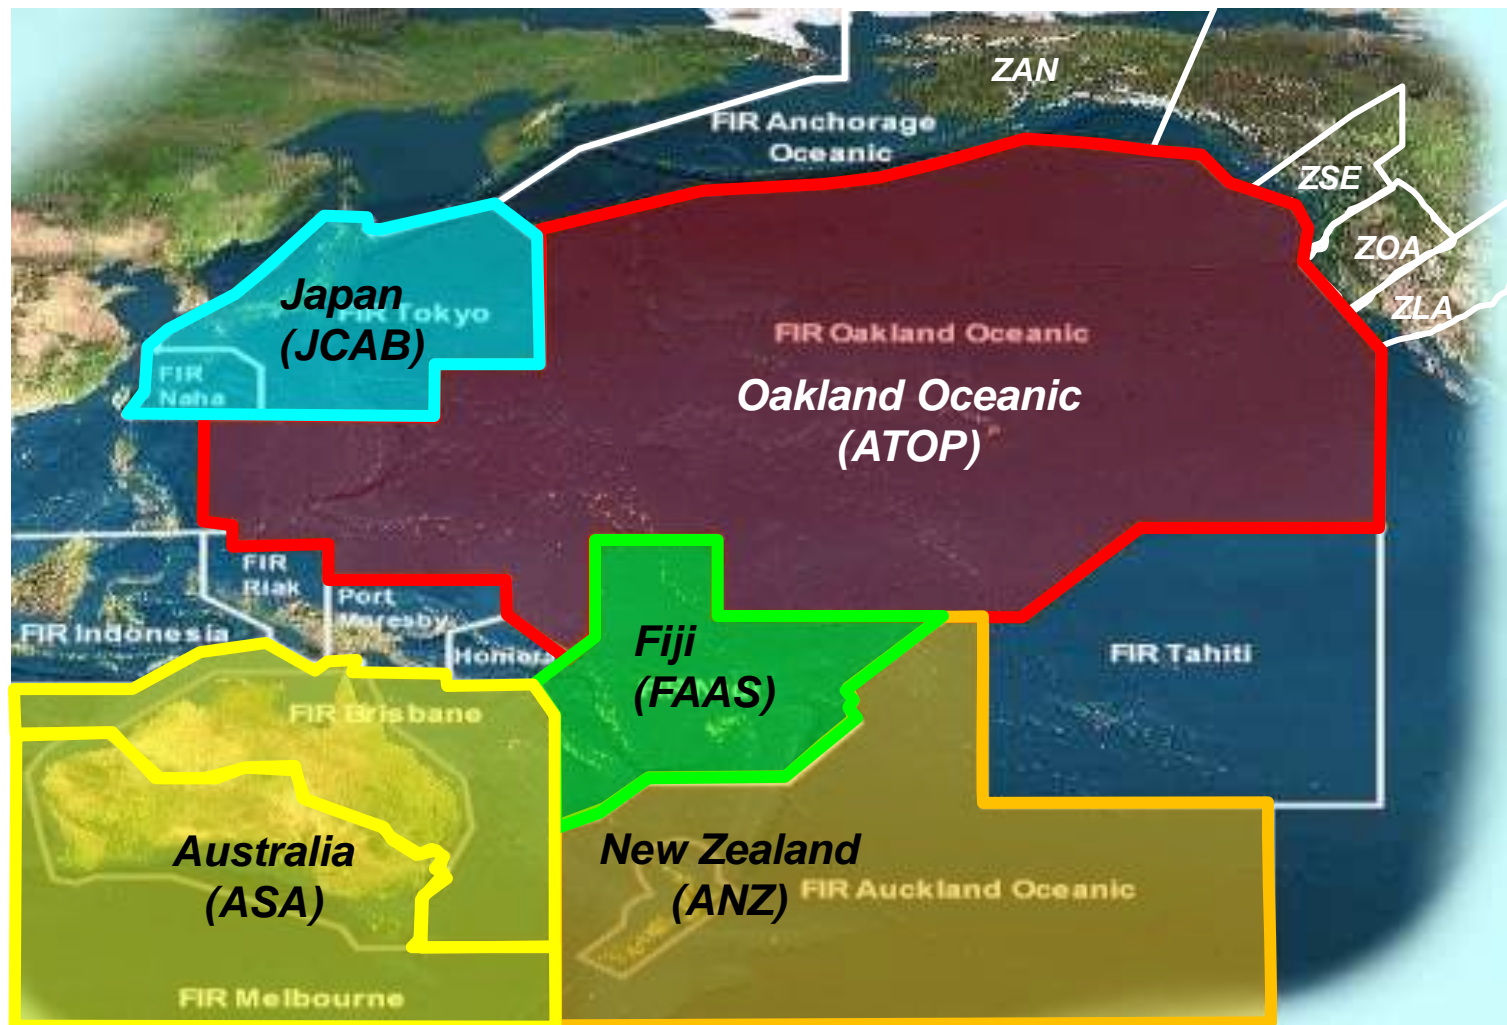 ZAN
FIR Anchorage
Oceanic
ZSE
ZOA
ZLA
Japan
FIR Tokyo
(JCAB)
FIR
Naha
FIR Oakland Oceanic
Oakland Oceanic
(ATOP)
FIR
Riak
Port
Moresby
FIR Indonesia
Honiara
Fiji
(FAAS)
FIR Tahiti
FIR Brisbane
Australia
(ASA)
New Zealand
(ANZ)
FIR Auckland Oceanic
FIR Melbourne